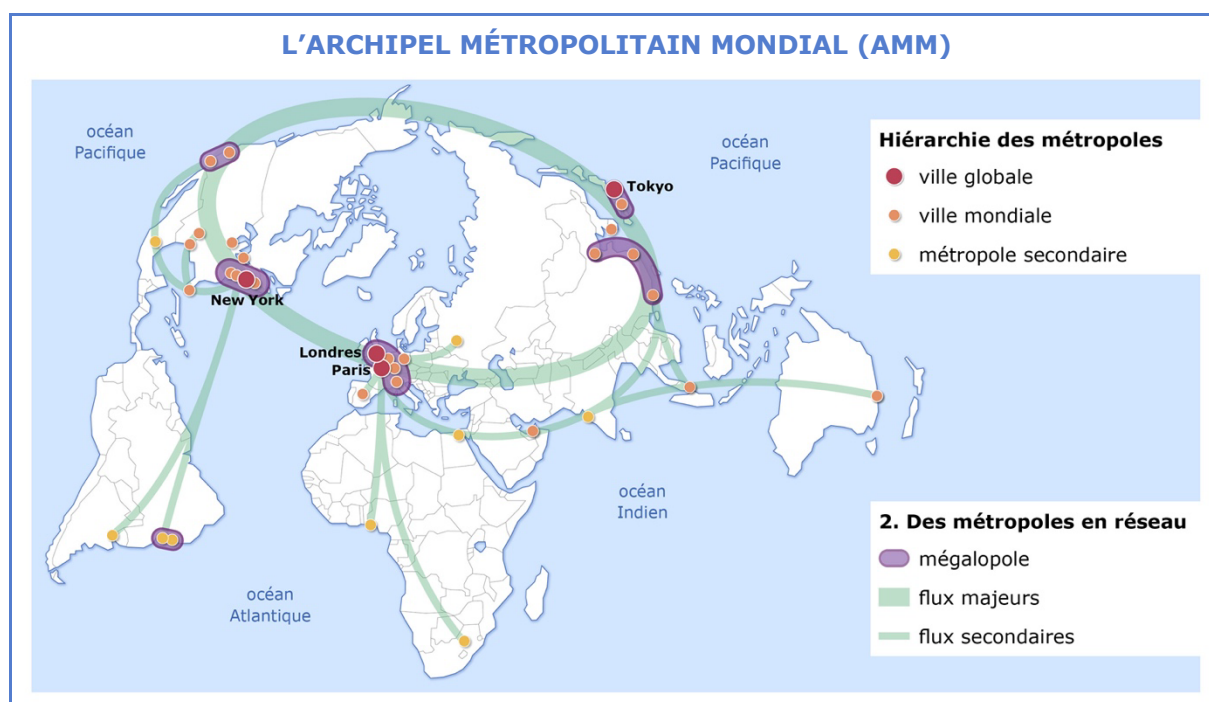 L’ARCHIPEL MÉTROPOLITAIN MONDIAL (AMM)
océan
Pacifique
océan
Pacifique
Hiérarchie des métropoles
ville globale
ville mondiale
métropole secondaire
Tokyo
New York
Londres
Paris
océan
Indien
océan
Atlantique
2. Des métropoles en réseau
mégalopole
flux majeurs
flux secondaires